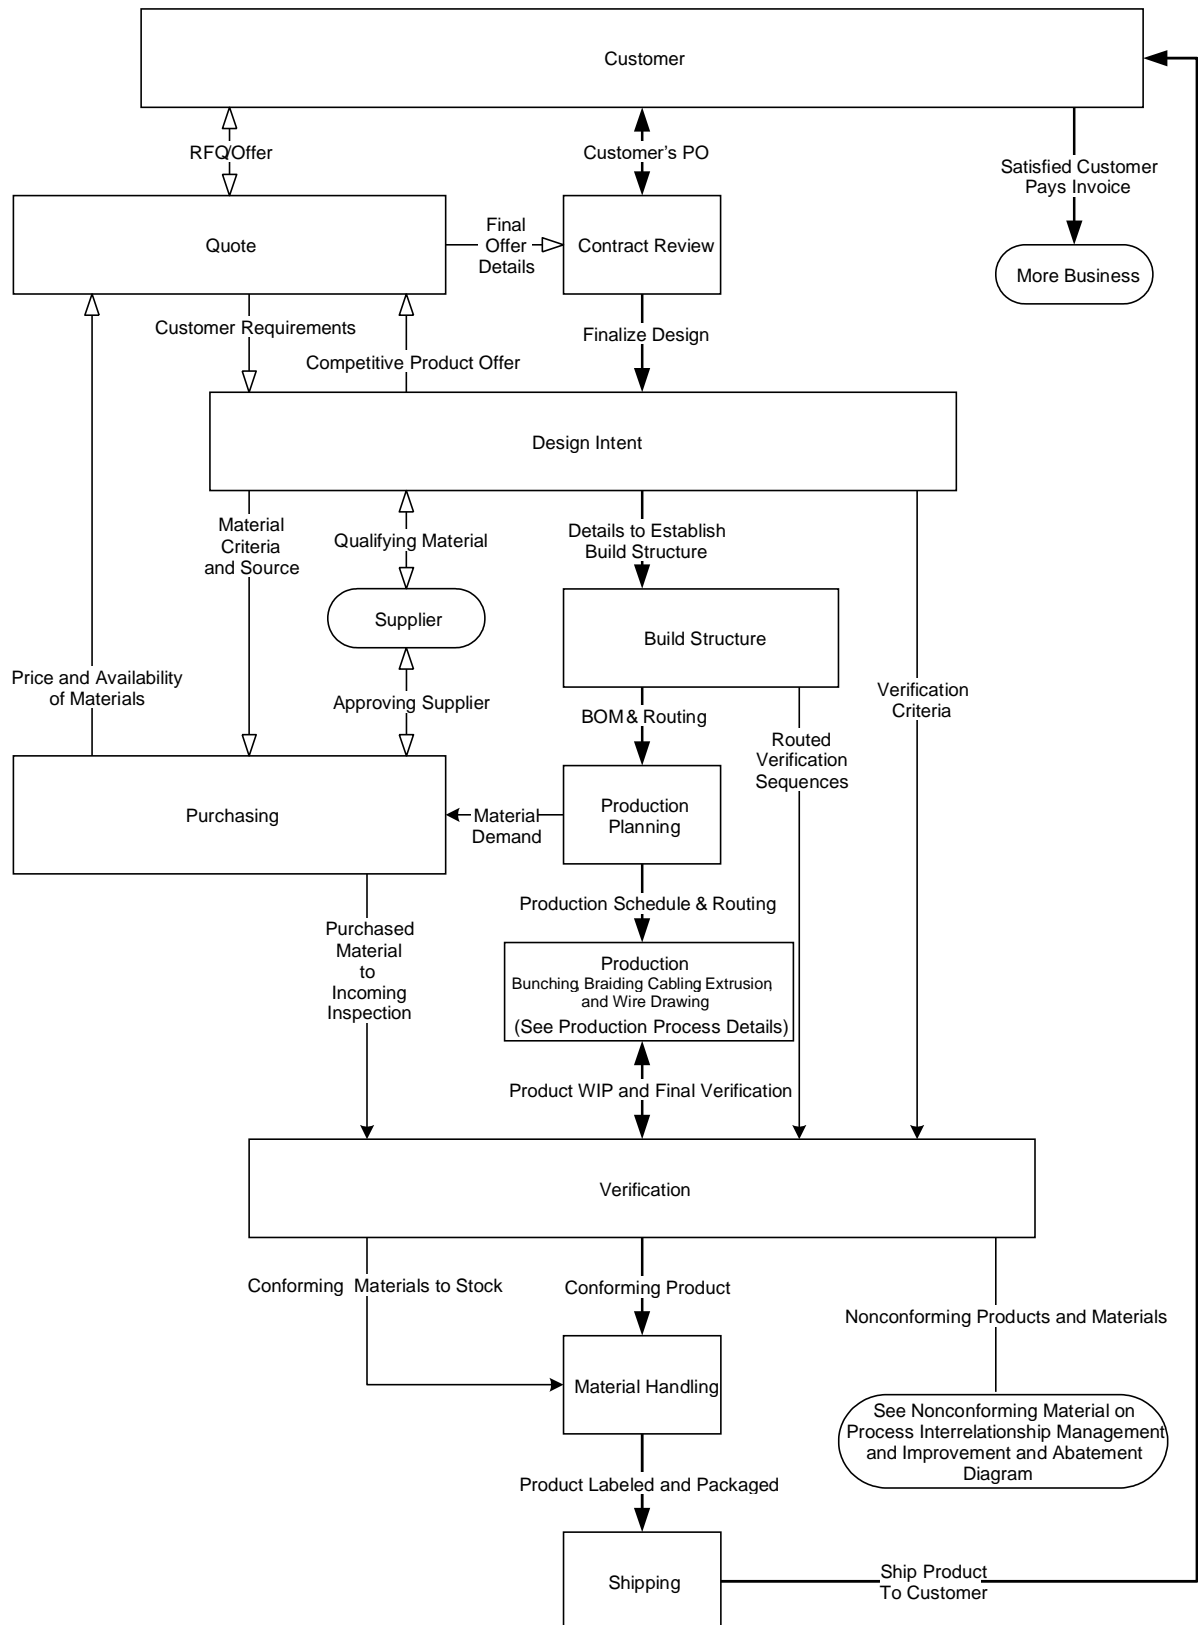 Customer
RFQ/Offer
Customer's PO
Satisfied Customer
Pays Invoice
Quote
Final
Offer
Details
Contract Review
More Business
Customer Requirements
Competitive Product Offer
Finalize Design
Design Intent
Material
Criteria
and Source
Qualifying Material
Details to Establish
Build Structure
Supplier
Build Structure
Price and Availability
of Materials
Approving Supplier
Verification
Criteria
BOM & Routing
Routed
Verification
Sequences
Purchasing
Material
Demand
Production
Planning
Production Schedule & Routing
Purchased
Material
to
Incoming
Inspection
Production
Bunching, Braiding Cabling, Extrusion,
and Wire Drawing
(See Production Process Details)
Product WIP and Final Verification
Verification
Conforming Materials to Stock
Conforming Product
Nonconforming Products and Materials
Material Handling
See Nonconforming Material on
Process Interrelationship Management
and Improvement and Abatement
Diagram
Product Labeled and Packaged
Shipping
Ship Product
To Customer